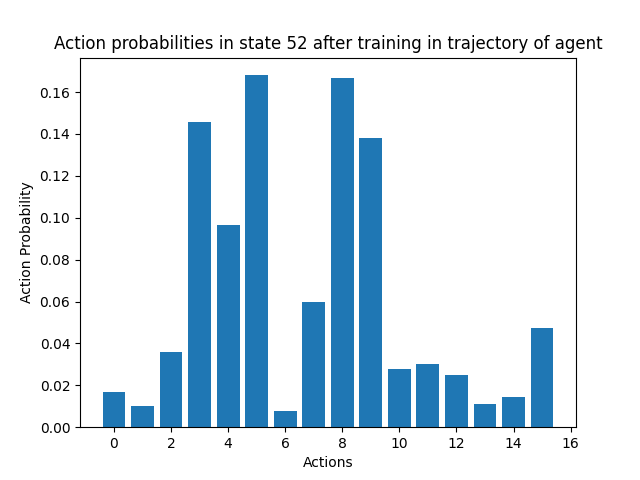 Action probabilities in state 52 after training in trajectory of agent
0.16
0.14
0.12
0.10
0.08
0.06
0.04
0.02
0.00
Action Probability
0 2 4 6 8 10 12 14 16
Actions